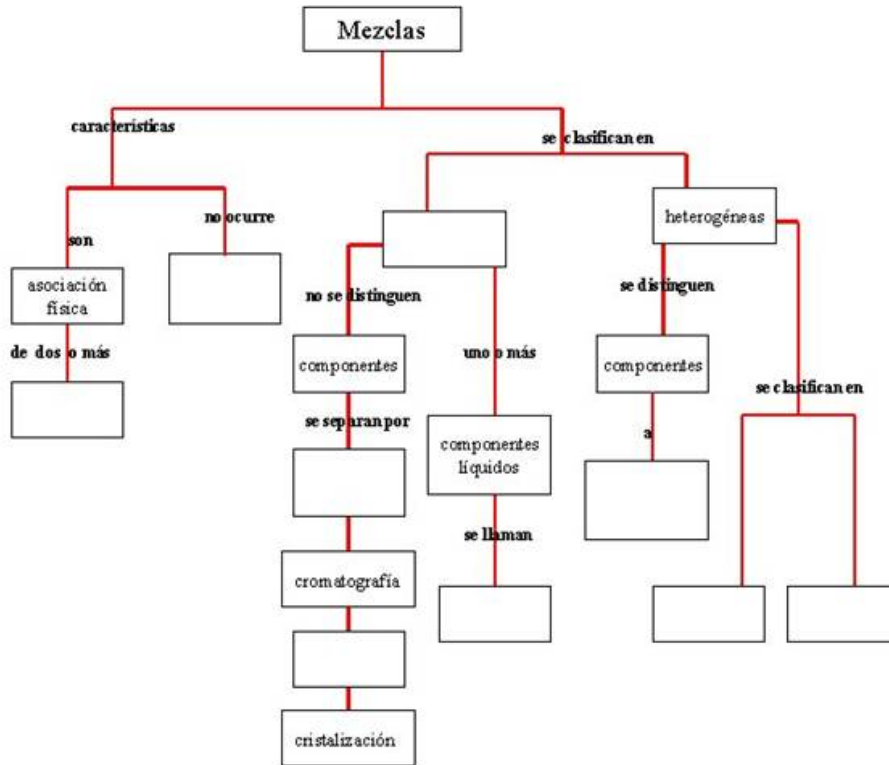 Mezclas
características
se clasifican en
no ocurre
heterogéneas
son
asociación
física
no se distinguen
se distinguen
de dos o más
componentes
uno o más
componentes
se clasifican en
se separan por
componentes
líquidos
a
se llaman
cromatografía
cristalización